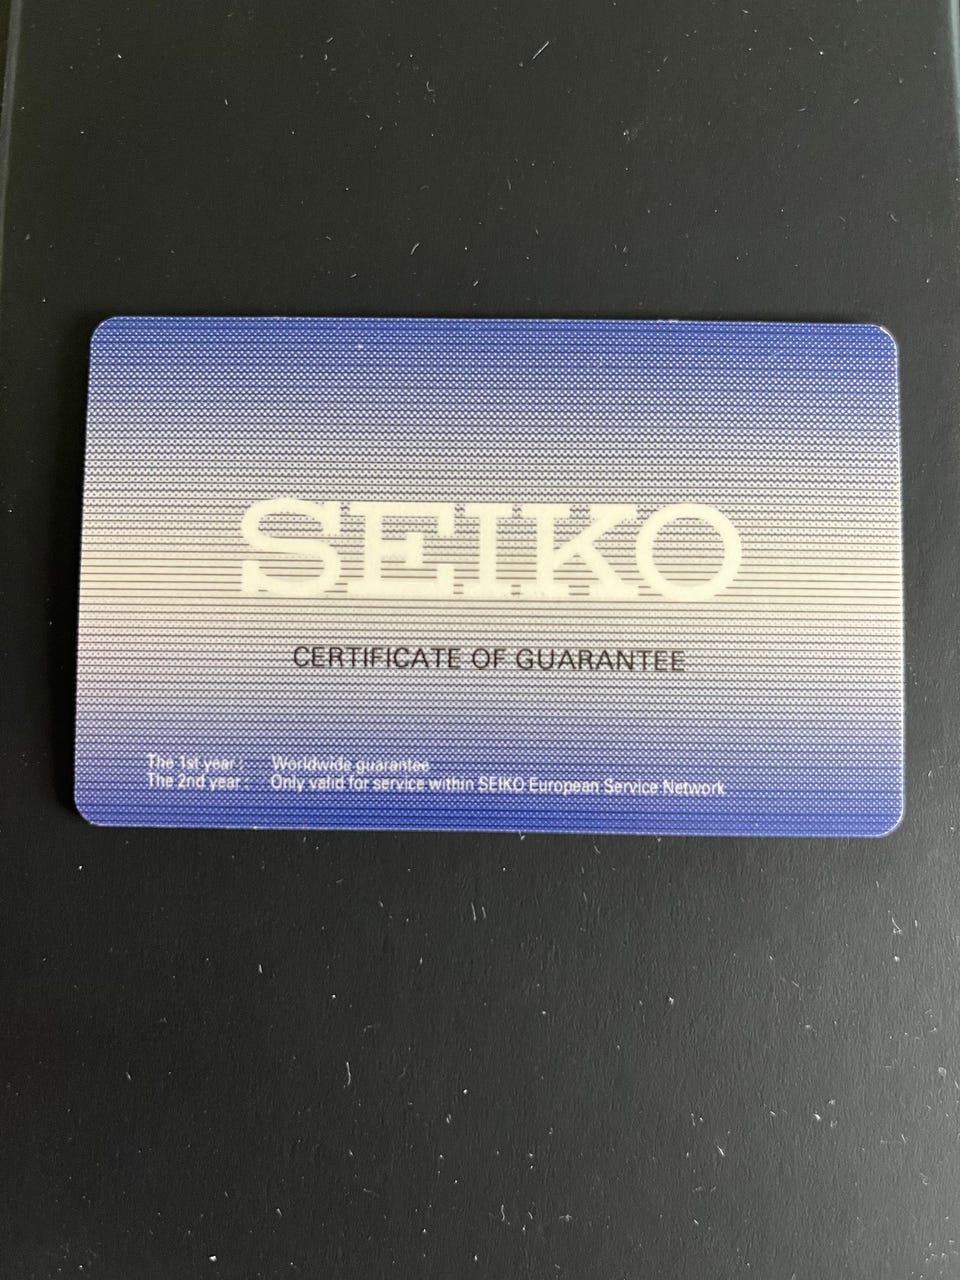 SEIKO
CERTIFICATE OF GUARANTEE
The 1st year : Worldwide guarantee
The 2nd year : Only valid for service within SEIKO European Service Network